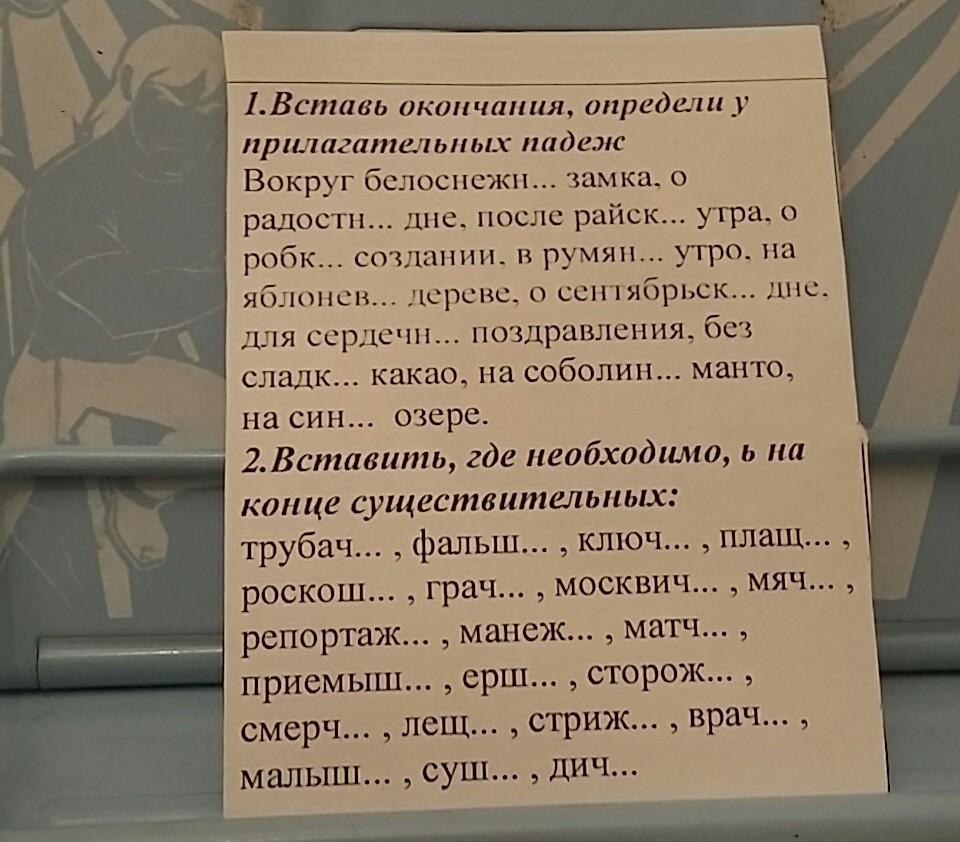 1.Вставь окончания, определи у
прилагательных падеж
Вокруг белоснежн... замка, о
радостн... дне, после райск... утра, о
робк... создании, в румян... утро, на
яблонев... дереве, о сентябрьск... дне,
для сердечн... поздравления, без
сладк... какао, на соболин... манто,
на син... озере.
2.Вставить, где необходимо, ь на
конце существительных:
трубач... , фальш... , ключ... , плащ... ,
роскош... , грач... , москвич... , мяч... ,
репортаж... , манеж... , матч... ,
приемыш... , ерш... , сторож... ,
смерч... , лещ... , стриж... , врач... ,
малыш... , суш... , дич...